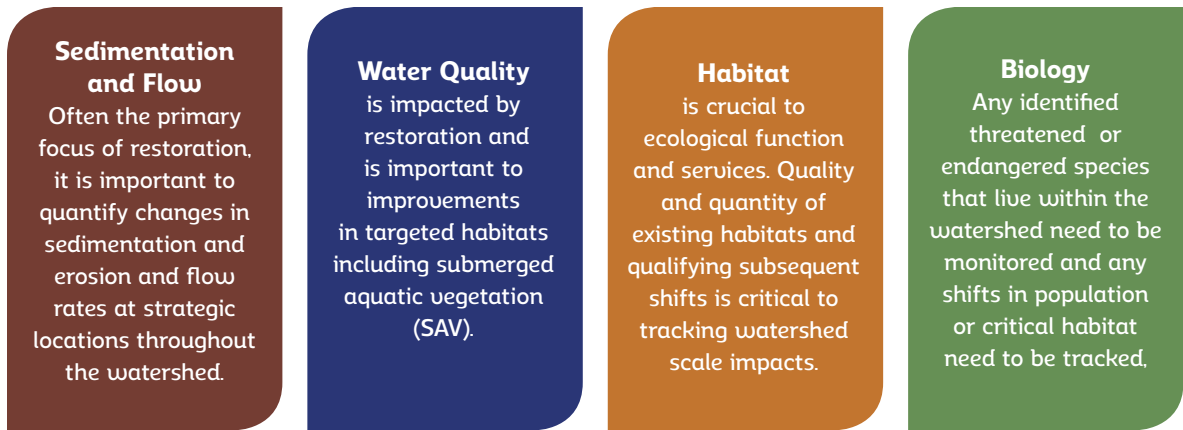 Sedimentation
and Flow
Often the primary
focus of restoration,
it is important to
quantify changes in
sedimentation and
erosion and flow
rates at strategic
locations throughout
the watershed.
Water Quality
is impacted by
restoration and
is important to
improvements
in targeted habitats
including submerged
aquatic vegetation
(SAV).
Habitat
is crucial to
ecological function
and services. Quality
and quantity of
existing habitats and
qualifying subsequent
shifts is critical to
tracking watershed
scale impacts.
Biology
Any identified
threatened or
endangered species
that live within the
watershed need to be
monitored and any
shifts in population
or critical habitat
need to be tracked,